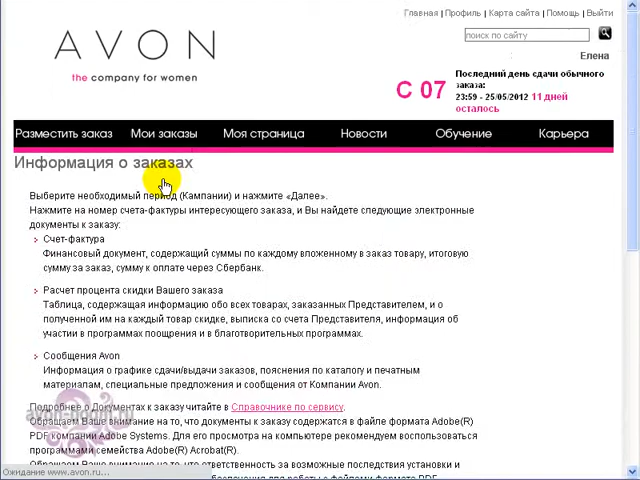 Главная | Профиль | Карта сайта | Помощь | Выйти
поиск по сайту
AVON
the company for women
Елена
C 07
Последний день сдачи обычного
заказа:
23:59 - 25/05/2012 11 дней
осталось
Разместить заказ Мои заказы Моя страница Новости Обучение Карьера
Информация о заказах
Выберите необходимый период (Кампании) и нажмите «Далее».
Нажмите на номер счета-фактуры интересующего заказа, и Вы найдете следующие электронные
документы к заказу:
Счет-фактура
Финансовый документ, содержащий суммы по каждому вложенному в заказ товару, итоговую
сумму за заказ, сумму к оплате через Сбербанк.
Расчет процента скидки Вашего заказа
Таблица, содержащая информацию обо всех товарах, заказанных Представителем, и о
полученной им на каждый товар скидке, выписка со счета Представителя, информация об
участии в программах поощрения и в благотворительных программах.
Сообщения Avon
Информация о графике сдачи/выдачи заказов, пояснения по каталогу и печатным
материалам, специальные предложения и сообщения от Компании Avon.
Подробнее о Документах к заказу читайте в Справочнике по сервису.
Обращаем Ваше внимание на то, что документы к заказу содержатся в файле формата Adobe(R)
PDF компании Adobe Systems. Для его просмотра на компьютере рекомендуем воспользоваться
программами семейства Adobe(R) Acrobat(R).
Обращаем Ваше внимание на то, что ответственность за возможные последствия установки и
Ожидание www.avon.ru...